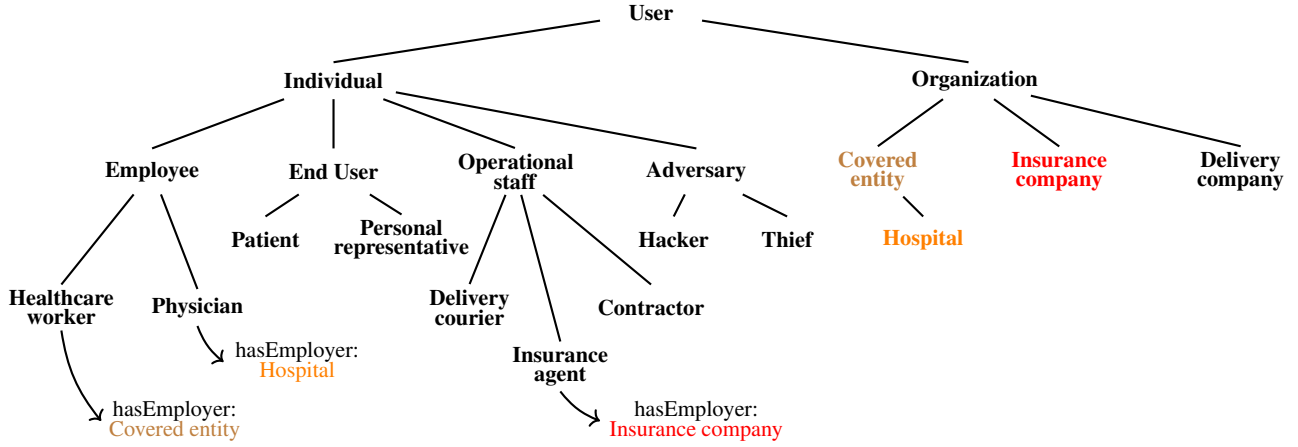 User
Individual
Organization
Employee
End User
Operational
staff
Adversary
Covered
entity
Insurance
company
Delivery
company
Patient
Personal
representative
Hacker
Thief
Hospital
Healthcare
worker
Physician
Delivery
courier
Contractor
hasEmployer:
Hospital
Insurance
agent
hasEmployer:
Covered entity
hasEmployer:
Insurance company